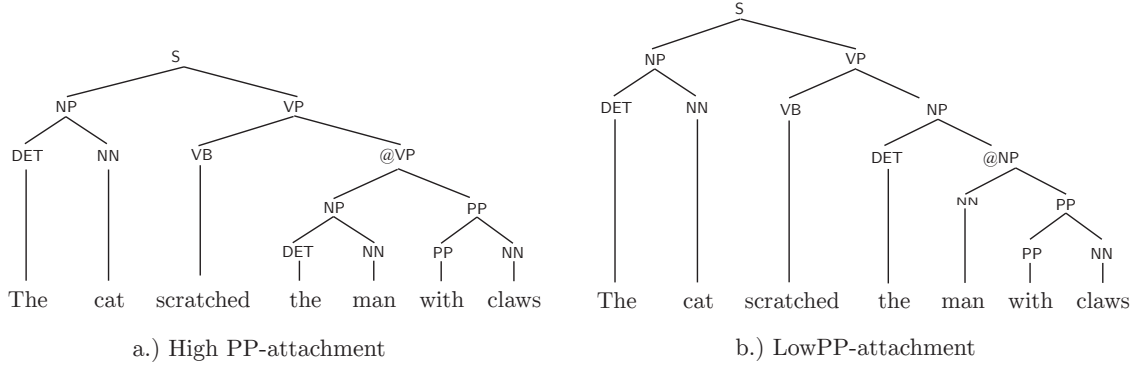 S
NP VP
DET NN VB @VP
NP PP
DET NN PP NN
The cat scratched the man with claws
a.) High PP-attachment
S
NP VP
DET NN VB NP
DET @NP
NN PP
PP NN
The cat scratched the man with claws
b.) LowPP-attachment